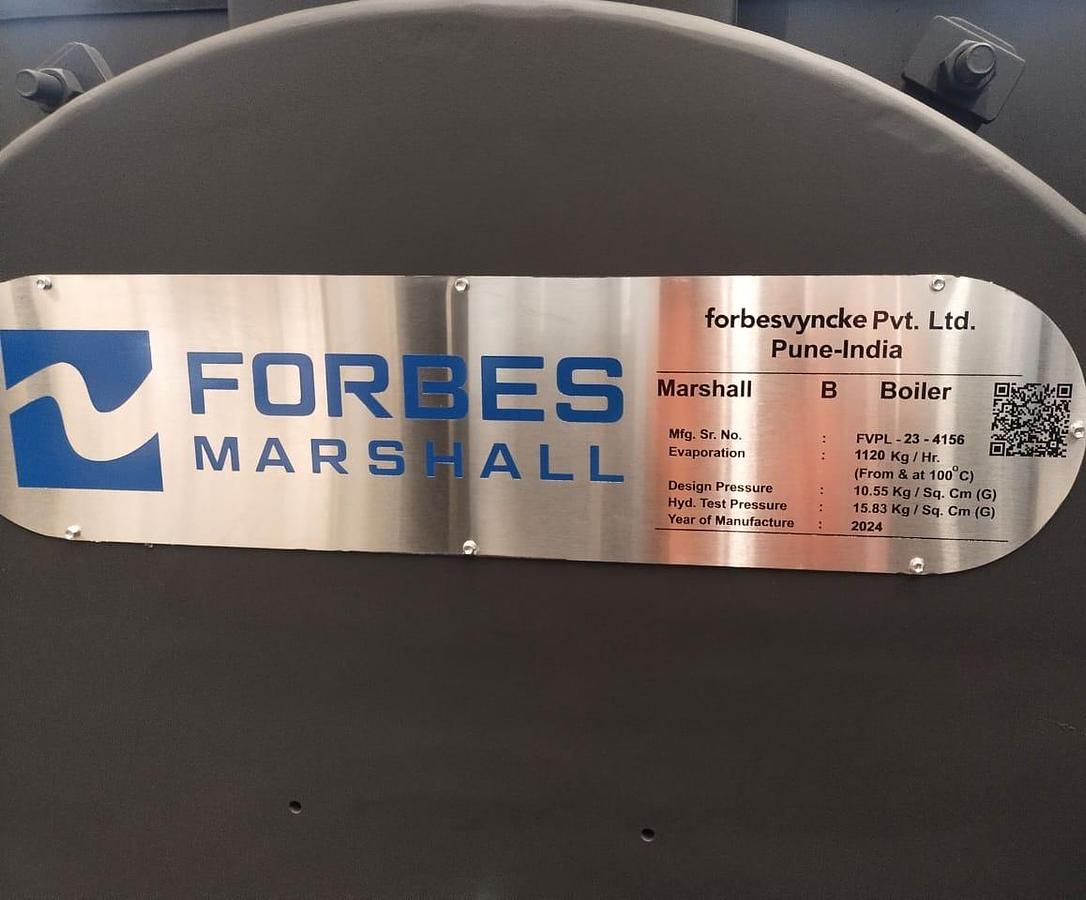 FORBES
MARSHALL
forbesvyncke Pvt. Ltd.
Pune-India
Marshall B Boiler
Mfg. Sr. No. : FVPL - 23 - 4156
Evaporation : 1120 Kg / Hr.
(From & at 100°C)
Design Pressure : 10.55 Kg / Sq. Cm (G)
Hyd. Test Pressure : 15.83 Kg / Sq. Cm (G)
Year of Manufacture : 2024